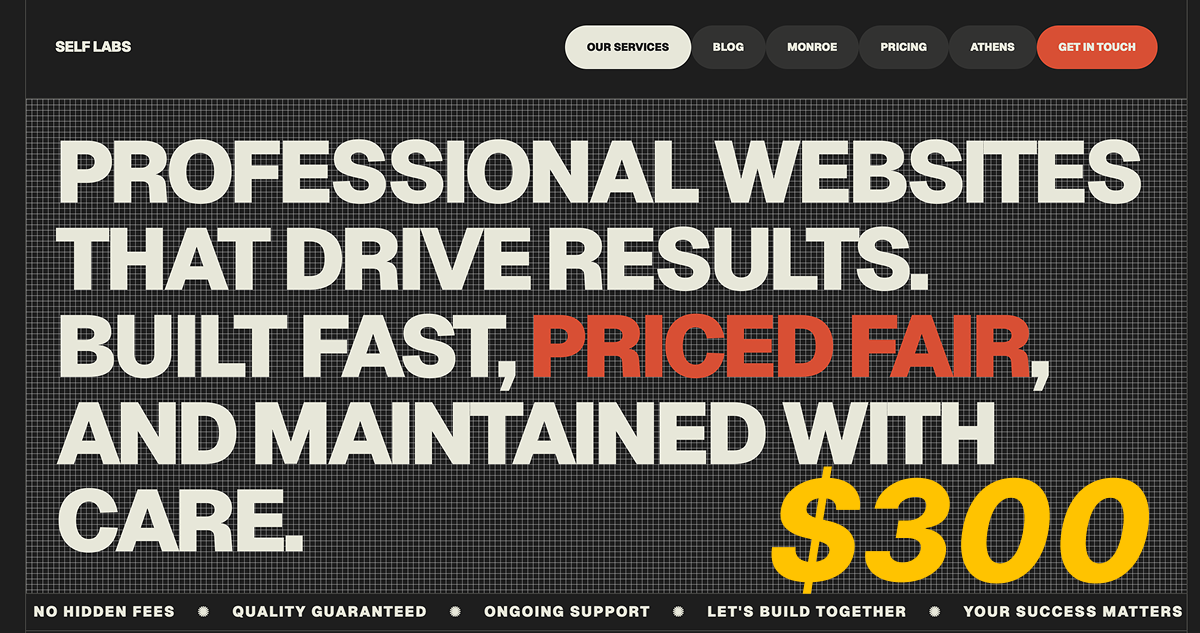 SELF LABS
OUR SERVICES
BLOG
MONROE
PRICING
ATHENS
GET IN TOUCH
PROFESSIONAL WEBSITES
THAT DRIVE RESULTS.
BUILT FAST, PRICED FAIR,
AND MAINTAINED WITH
CARE.
$300
NO HIDDEN FEES ✺ QUALITY GUARANTEED ✺ ONGOING SUPPORT ✺ LET'S BUILD TOGETHER ✺ YOUR SUCCESS MATTERS